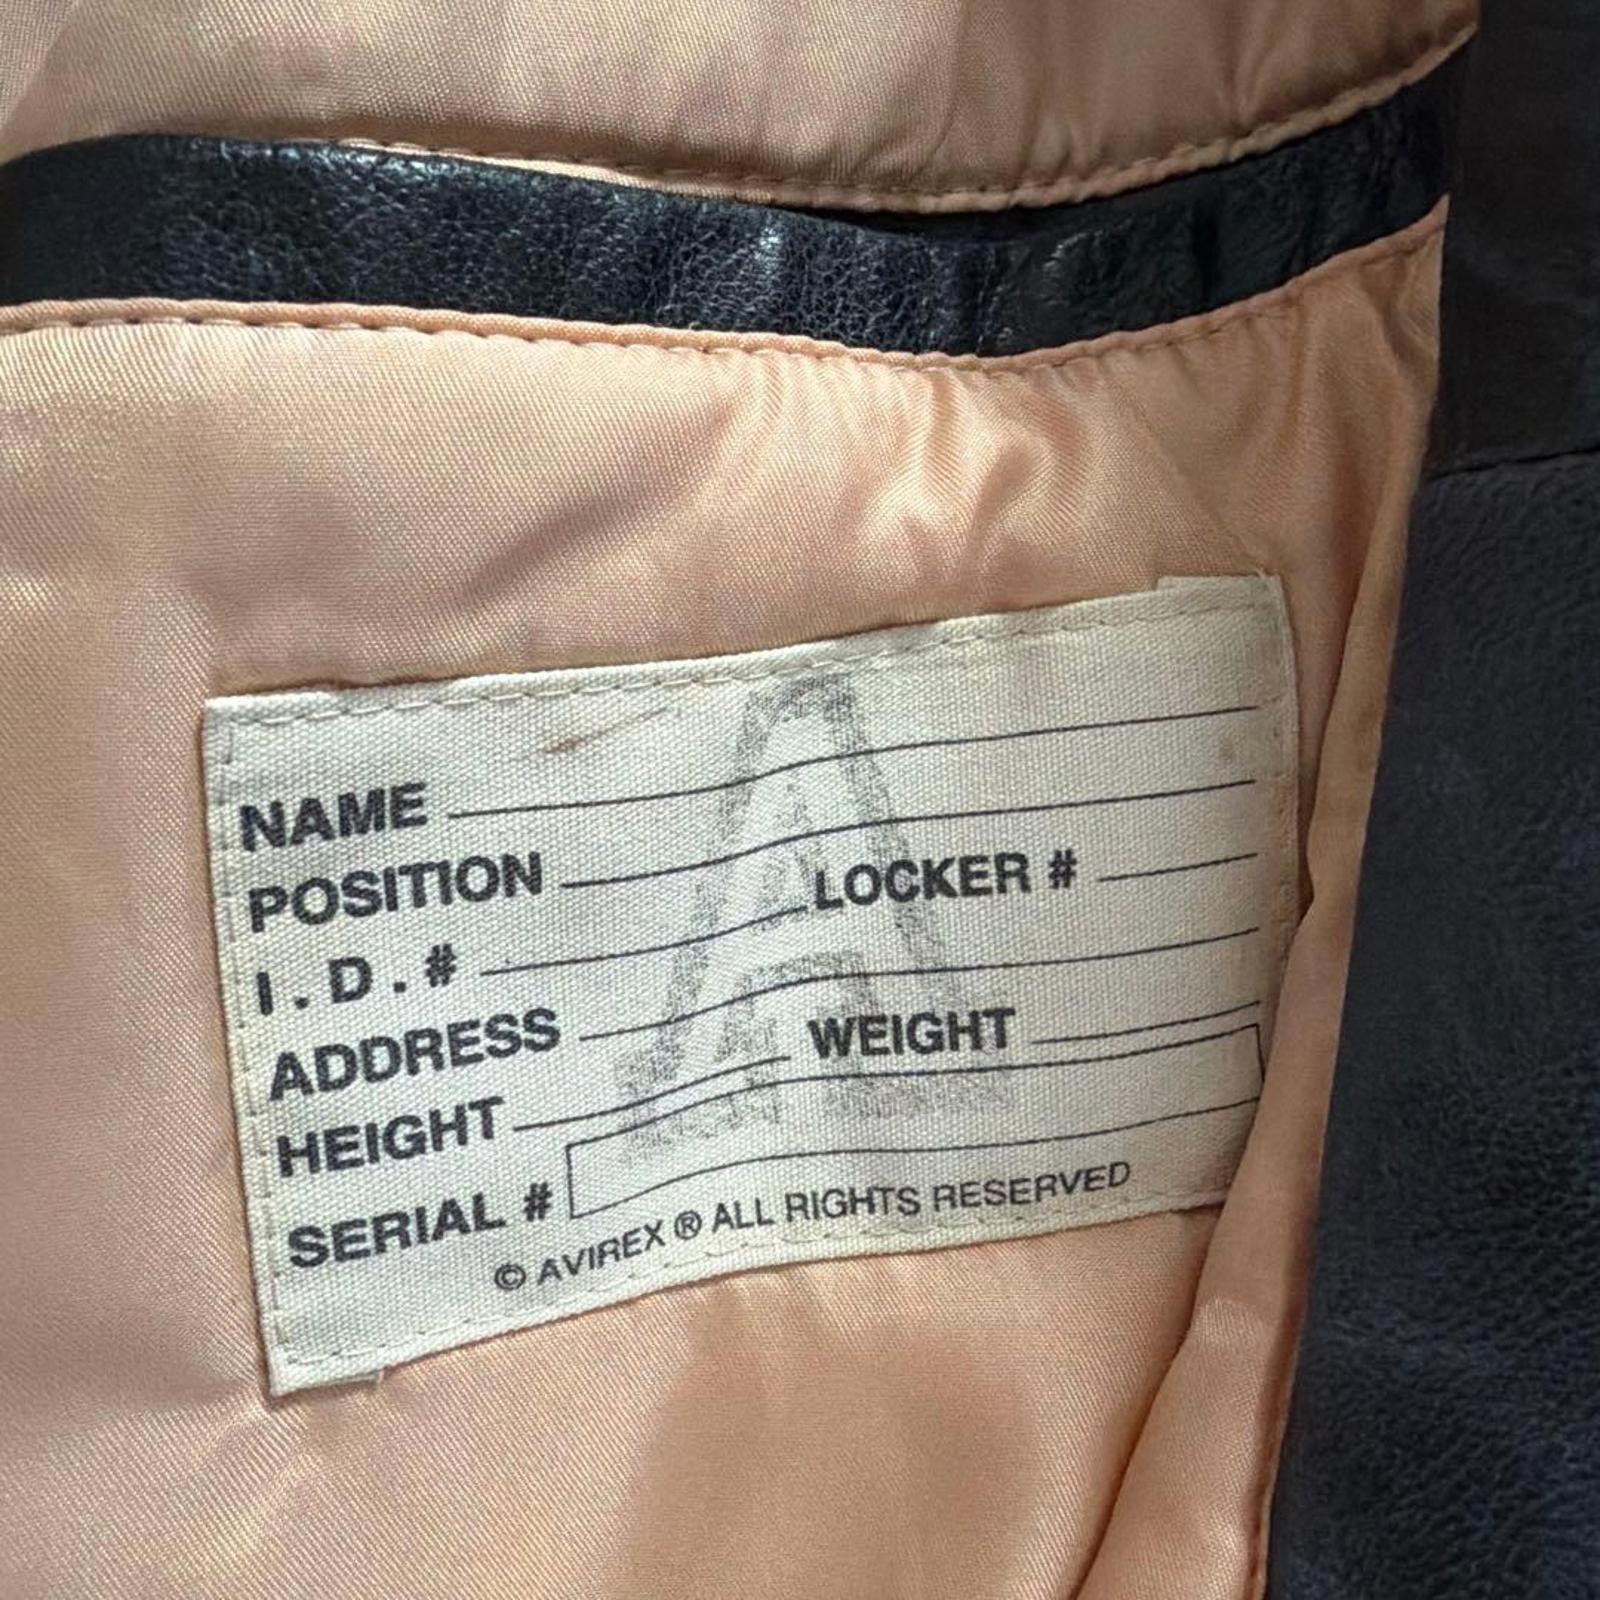 A
NAME
POSITION
I.D.# LOCKER #
ADDRESS
HEIGHT WEIGHT
SERIAL #
© AVIREX ® ALL RIGHTS RESERVED